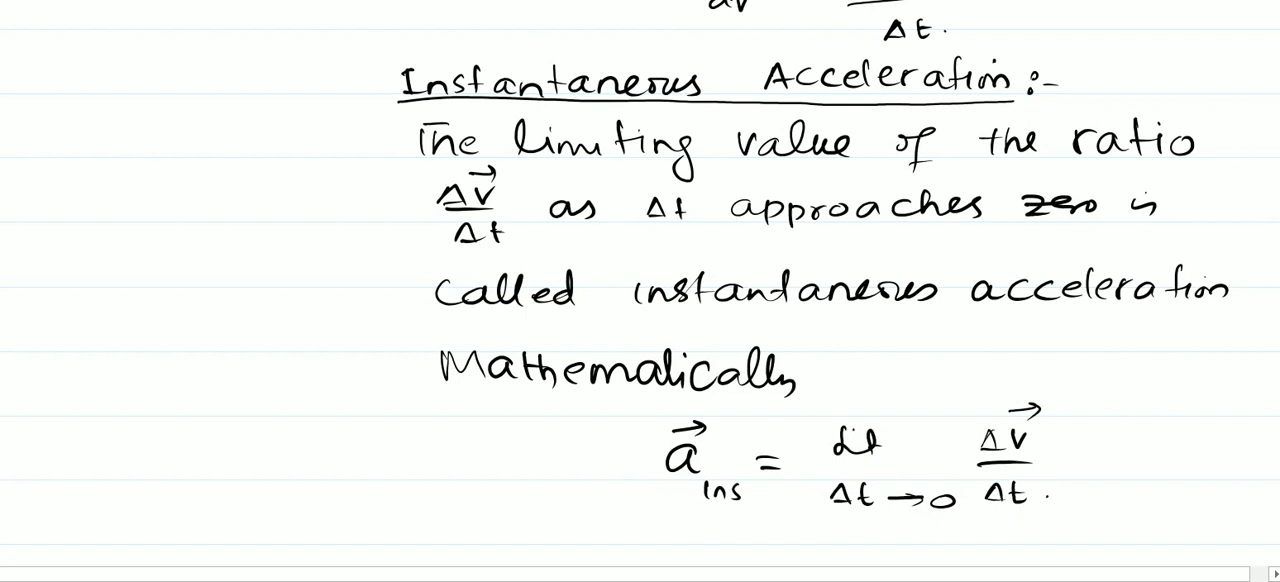 av
Δt.
Instantaneous Acceleration :-
The limiting value of the ratio
Δv⃗/Δt as Δt approaches zero is
called instantaneous acceleration
Mathematically
a⃗ ins = Lt Δt→0 Δv⃗/Δt.